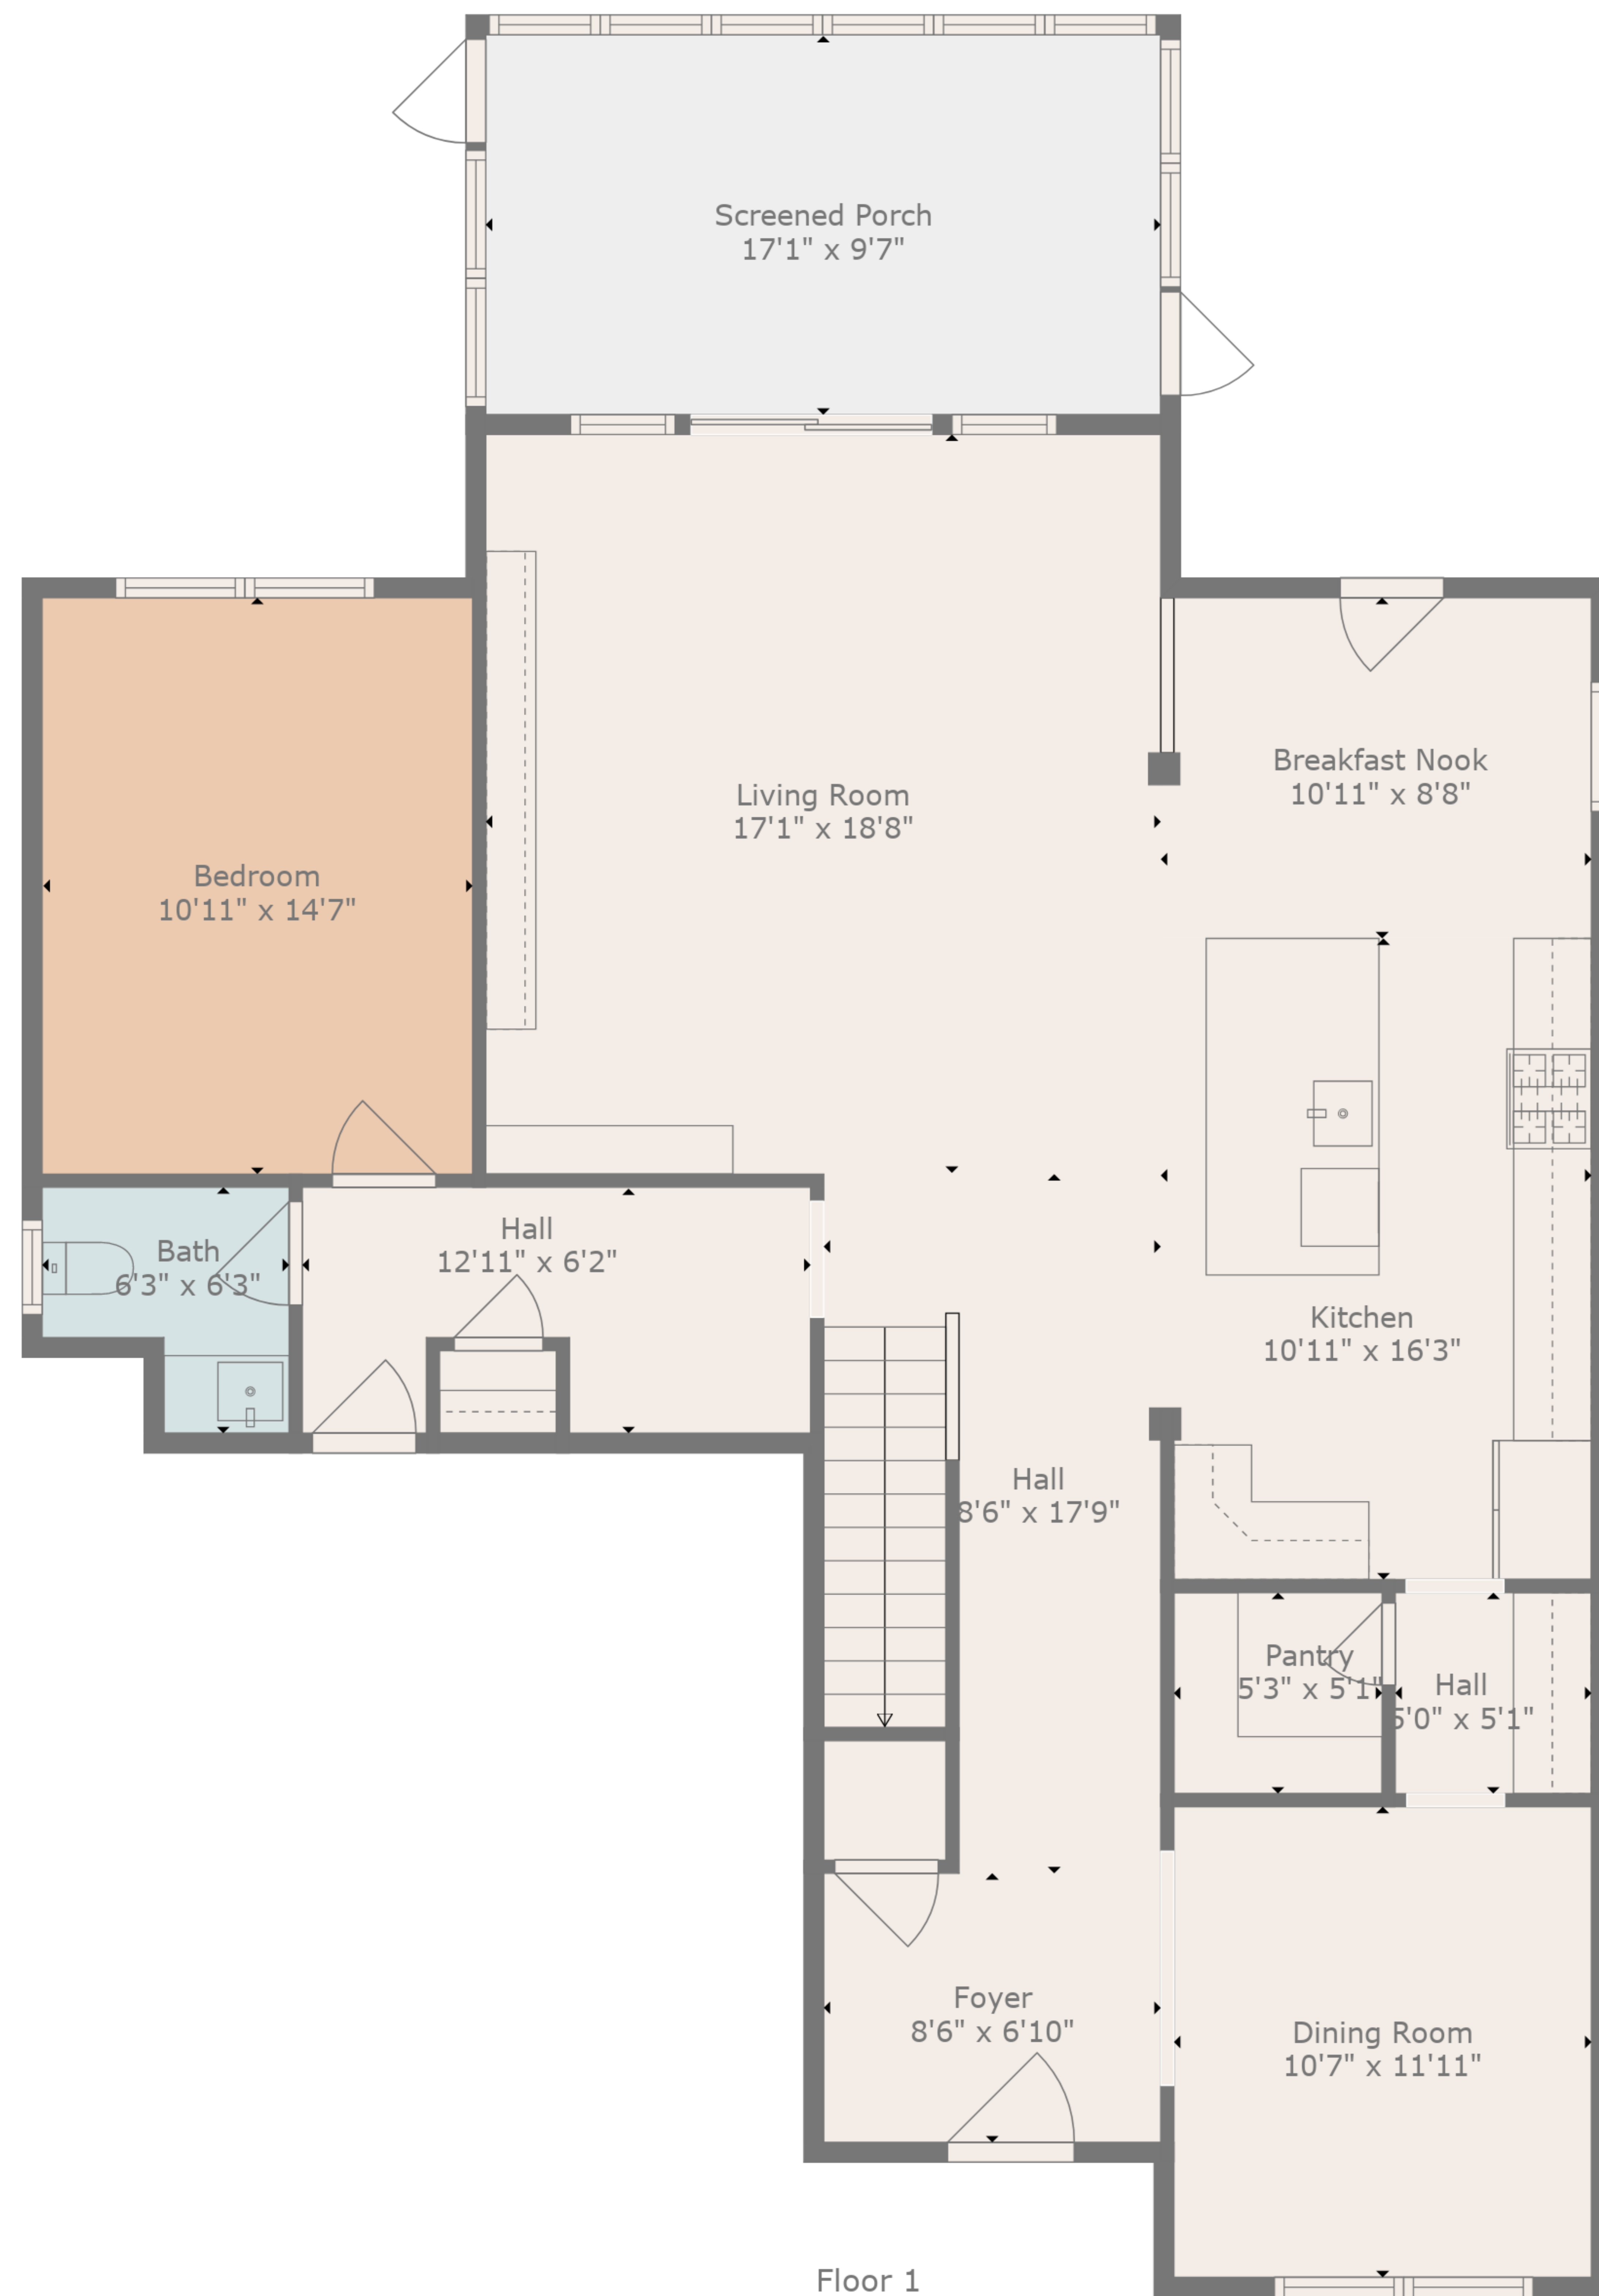 Screened Porch
17'1" x 9'7"
Breakfast Nook
10'11" x 8'8"
Living Room
17'1" x 18'8"
Bedroom
10'11" x 14'7"
Hall
12'11" x 6'2"
Bath
6'3" x 6'3"
Kitchen
10'11" x 16'3"
Hall
8'6" x 17'9"
Pantry
5'3" x 5'1"
Hall
5'0" x 5'1"
Foyer
8'6" x 6'10"
Dining Room
10'7" x 11'11"
Floor 1